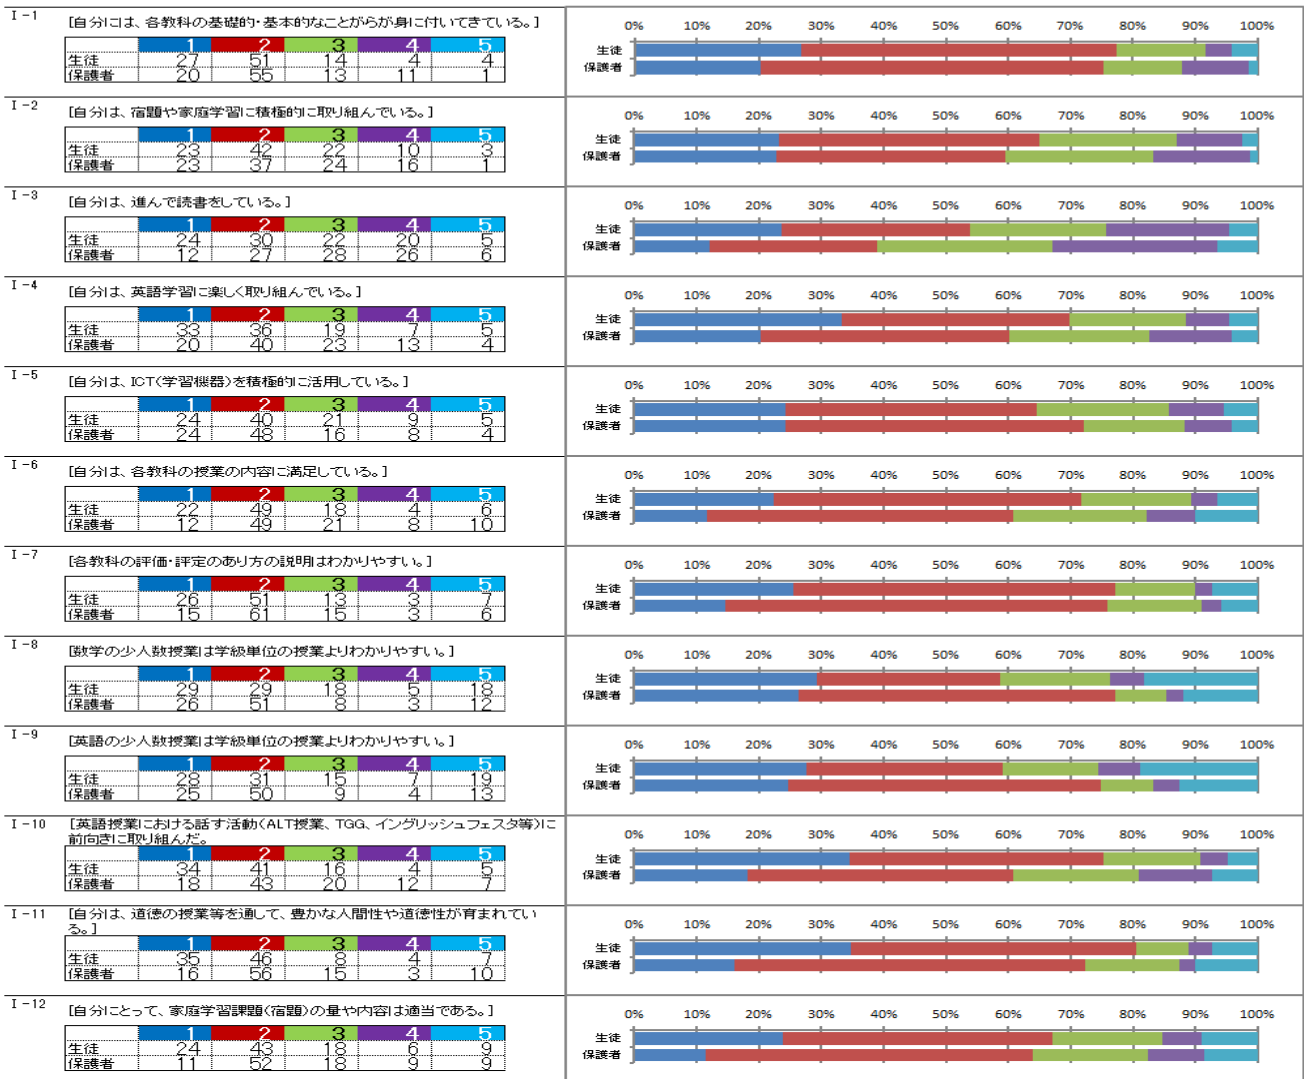 Ⅰ-1 [自分には、各教科の基礎的・基本的なことがらが身に付いてきている。]
1 2 3 4 5
生徒 27 51 14 4 4
保護者 20 55 13 11 1
0% 10% 20% 30% 40% 50% 60% 70% 80% 90% 100%
生徒
保護者
Ⅰ-2 [自分は、宿題や家庭学習に積極的に取り組んでいる。]
1 2 3 4 5
生徒 23 42 22 10 3
保護者 23 37 24 16 1
0% 10% 20% 30% 40% 50% 60% 70% 80% 90% 100%
生徒
保護者
Ⅰ-3 [自分は、進んで読書をしている。]
1 2 3 4 5
生徒 24 30 22 20 5
保護者 12 27 28 26 6
0% 10% 20% 30% 40% 50% 60% 70% 80% 90% 100%
生徒
保護者
Ⅰ-4 [自分は、英語学習に楽しく取り組んでいる。]
1 2 3 4 5
生徒 33 36 19 7 5
保護者 20 40 23 13 4
0% 10% 20% 30% 40% 50% 60% 70% 80% 90% 100%
生徒
保護者
Ⅰ-5 [自分は、ICT(学習機器)を積極的に活用している。]
1 2 3 4 5
生徒 24 40 21 9 5
保護者 24 48 16 8 4
0% 10% 20% 30% 40% 50% 60% 70% 80% 90% 100%
生徒
保護者
Ⅰ-6 [自分は、各教科の授業の内容に満足している。]
1 2 3 4 5
生徒 22 49 18 4 6
保護者 12 49 21 8 10
0% 10% 20% 30% 40% 50% 60% 70% 80% 90% 100%
生徒
保護者
Ⅰ-7 [各教科の評価・評定のあり方の説明はわかりやすい。]
1 2 3 4 5
生徒 26 51 13 3 7
保護者 15 61 15 3 6
0% 10% 20% 30% 40% 50% 60% 70% 80% 90% 100%
生徒
保護者
Ⅰ-8 [数学の少人数授業は学級単位の授業よりわかりやすい。]
1 2 3 4 5
生徒 29 29 18 5 18
保護者 26 51 8 3 12
0% 10% 20% 30% 40% 50% 60% 70% 80% 90% 100%
生徒
保護者
Ⅰ-9 [英語の少人数授業は学級単位の授業よりわかりやすい。]
1 2 3 4 5
生徒 28 31 15 7 19
保護者 25 50 9 4 13
0% 10% 20% 30% 40% 50% 60% 70% 80% 90% 100%
生徒
保護者
Ⅰ-10 [英語授業における話す活動(ALT授業、TGG、イングリッシュフェスタ等)に
前向きに取り組んだ。
1 2 3 4 5
生徒 34 41 16 4 5
保護者 18 43 20 12 7
0% 10% 20% 30% 40% 50% 60% 70% 80% 90% 100%
生徒
保護者
Ⅰ-11 [自分は、道徳の授業等を通して、豊かな人間性や道徳性が育まれてい
る。]
1 2 3 4 5
生徒 35 46 8 4 7
保護者 16 56 15 3 10
0% 10% 20% 30% 40% 50% 60% 70% 80% 90% 100%
生徒
保護者
Ⅰ-12 [自分にとって、家庭学習課題(宿題)の量や内容は適当である。]
1 2 3 4 5
生徒 24 43 18 6 9
保護者 11 52 18 9 9
0% 10% 20% 30% 40% 50% 60% 70% 80% 90% 100%
生徒
保護者